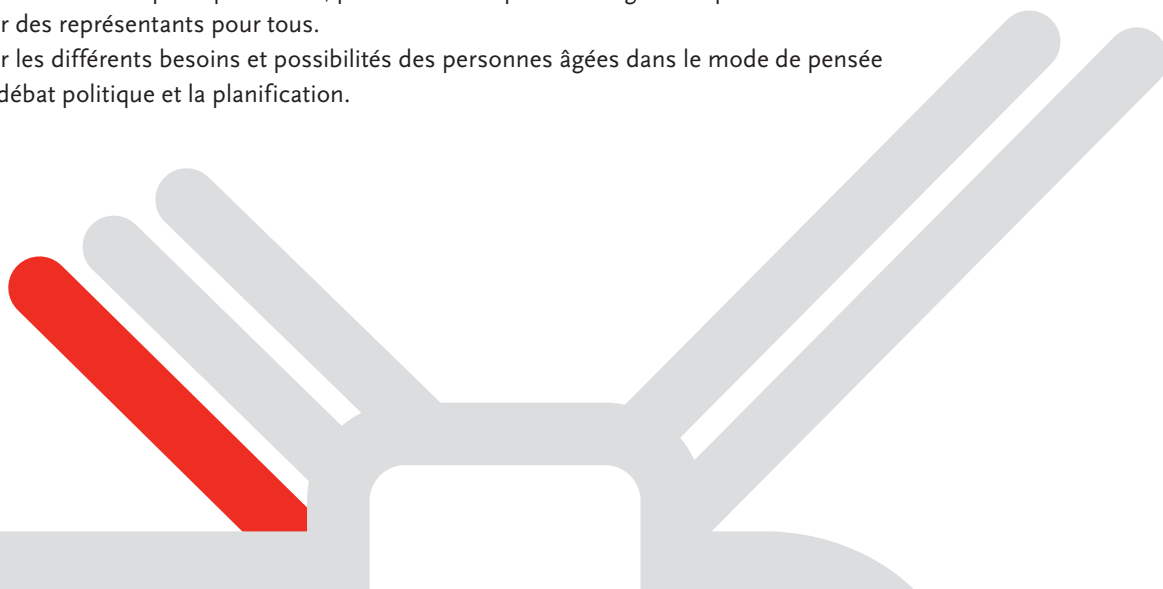 r des représentants pour tous.
r les différents besoins et possibilités des personnes âgées dans le mode de pensée
débat politique et la planification.